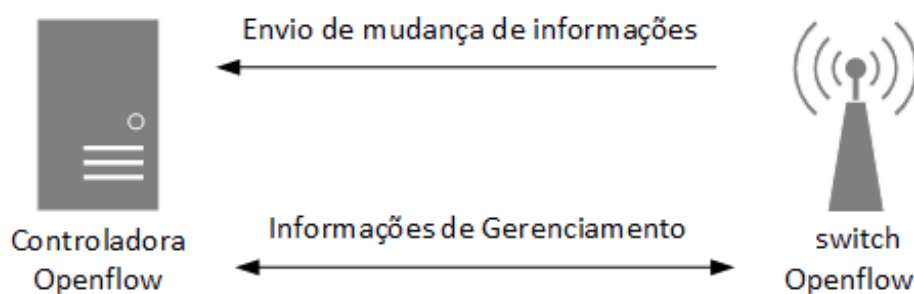 Envio de mudança de informações
Informações de Gerenciamento
Controladora
Openflow
switch
Openflow